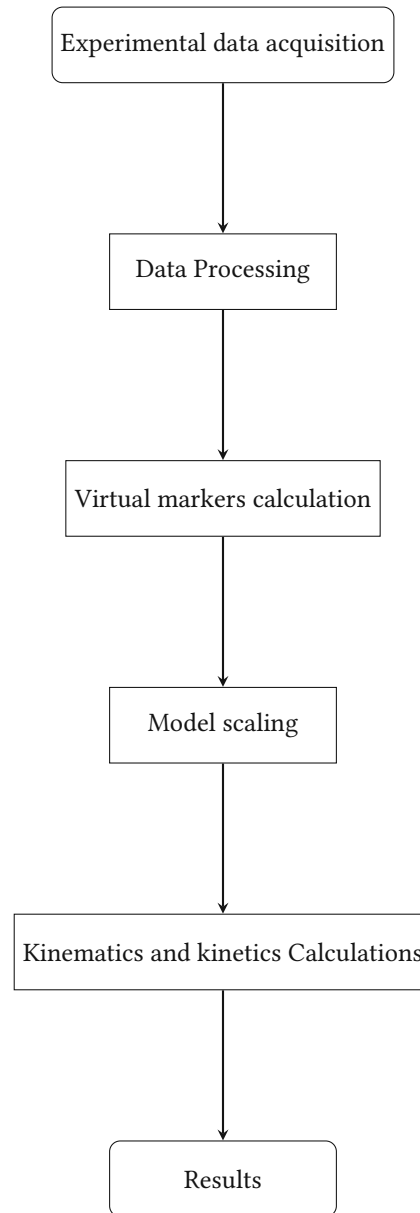 Experimental data acquisition
Data Processing
Virtual markers calculation
Model scaling
Kinematics and kinetics Calculations
Results